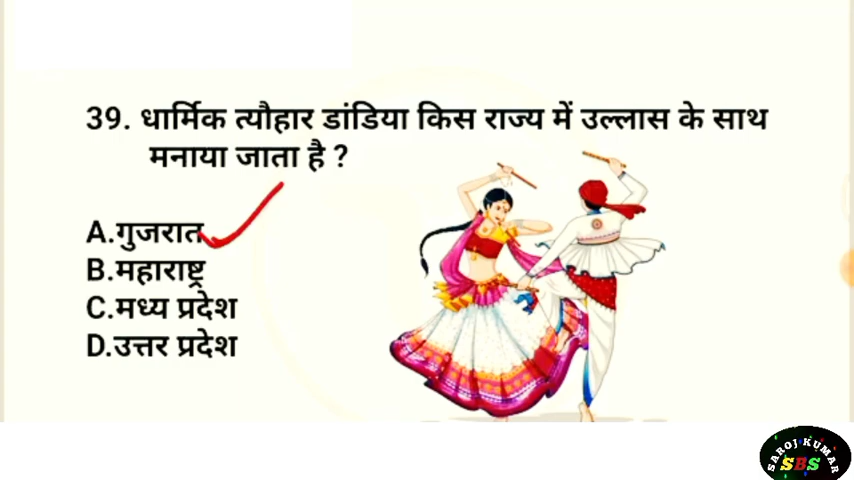 39. धार्मिक त्यौहार डांडिया किस राज्य में उल्लास के साथ
मनाया जाता है ?
A.गुजरात
B.महाराष्ट्र
C.मध्य प्रदेश
D.उत्तर प्रदेश
SAROJ KUMAR
SBS